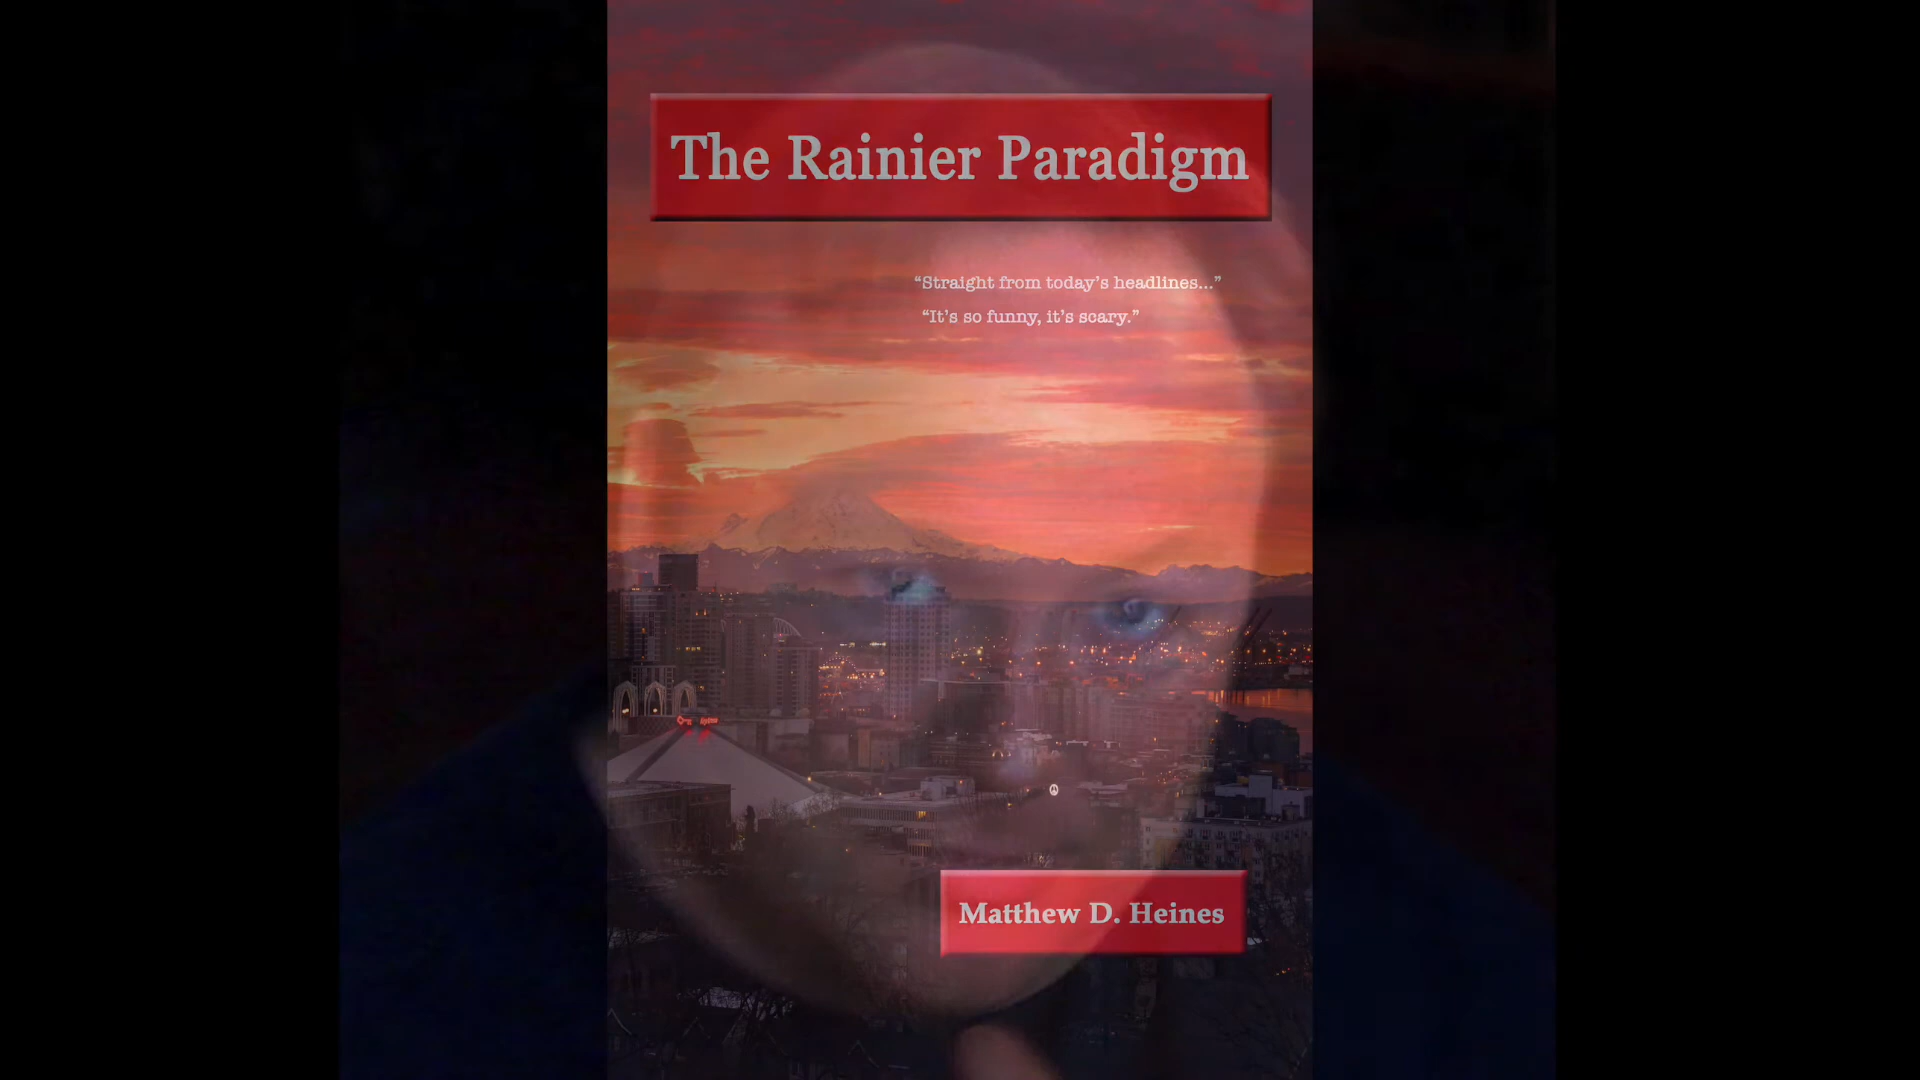 The Rainier Paradigm
“Straight from today’s headlines...”
“It’s so funny, it’s scary.”
Matthew D. Heines